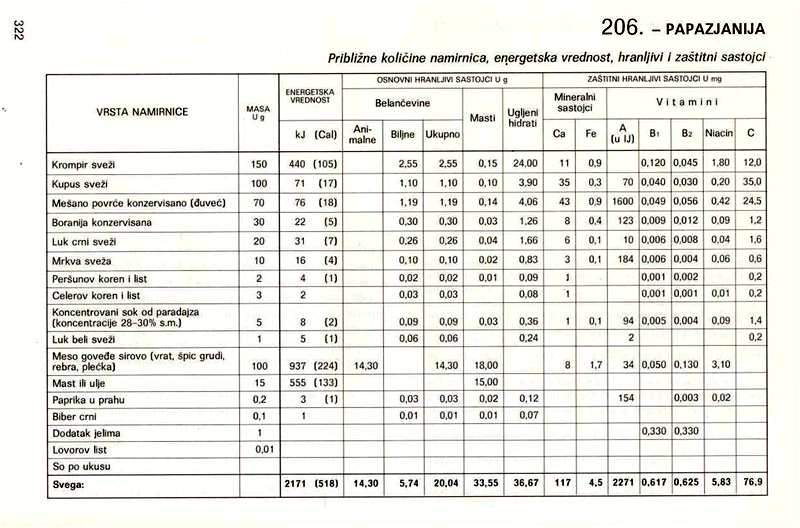 322
206. – PAPAZJANIJA
Približne količine namirnica, energetska vrednost, hranljivi i zaštitni sastojci
VRSTA NAMIRNICE
MASA
U g
ENERGETSKA
VREDNOST
kJ (Cal)
OSNOVNI HRANLJIVI SASTOJCI U g
Belančevine
Ani-
malne
Biljne Ukupno
Masti
Ugljeni
hidrati
ZAŠTITNI HRANLJIVI SASTOJCI U mg
Mineralni
sastojci
Ca Fe
Vitamini
A
(u IJ)
B1 B2 Niacin C
Krompir sveži 150 440 (105) 2,55 2,55 0,15 24,00 11 0,9 0,120 0,045 1,80 12,0
Kupus sveži 100 71 (17) 1,10 1,10 0,10 3,90 35 0,3 70 0,040 0,030 0,20 35,0
Mešano povrće konzervisano (đuveč) 70 76 (18) 1,19 1,19 0,14 4,06 43 0,9 1600 0,049 0,056 0,42 24,5
Boranija konzervisana 30 22 (5) 0,30 0,30 0,03 1,26 8 0,4 123 0,009 0,012 0,09 1,2
Luk crni sveži 20 31 (7) 0,26 0,26 0,04 1,66 6 0,1 10 0,006 0,008 0,04 1,6
Mrkva sveža 10 16 (4) 0,10 0,10 0,02 0,83 3 0,1 184 0,006 0,004 0,06 0,6
Peršunov koren i list 2 4 (1) 0,02 0,02 0,01 0,09 1 0,001 0,002 0,2
Celerov koren i list 3 2 0,03 0,03 0,08 1 0,001 0,001 0,01 0,2
Koncentrovani sok od paradajza
(koncentracije 28–30% s.m.) 5 8 (2) 0,09 0,09 0,03 0,36 1 0,1 94 0,005 0,004 0,09 1,4
Luk beli sveži 1 5 (1) 0,06 0,06 0,24 2 0,2
Meso goveđe sirovo (vrat, špic grudi,
rebra, plećka) 100 937 (224) 14,30 14,30 18,00 8 1,7 34 0,050 0,130 3,10
Mast ili ulje 15 555 (133) 15,00
Paprika u prahu 0,2 3 (1) 0,03 0,03 0,02 0,12 154 0,003 0,02
Biber crni 0,1 1 0,01 0,01 0,01 0,07
Dodatak jelima 1 0,330 0,330
Lovorov list 0,01
So po ukusu
Svega: 2171 (518) 14,30 5,74 20,04 33,55 36,67 117 4,5 2271 0,617 0,625 5,83 76,9